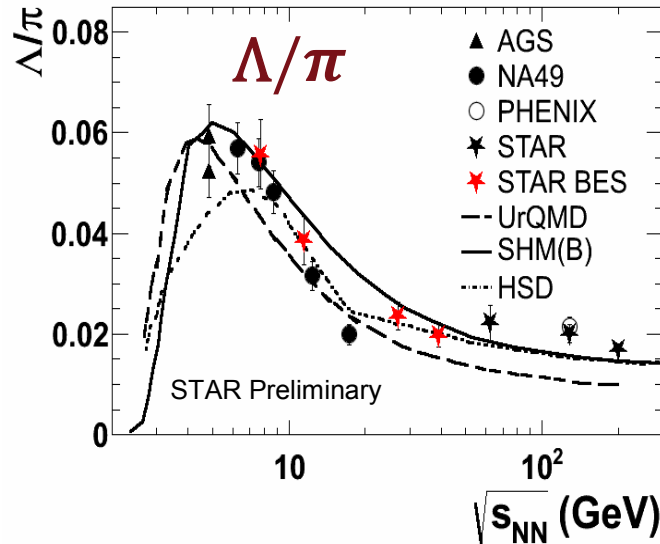 0.08
0.06
0.04
0.02
0
Λ/π
Λ/π
AGS
NA49
PHENIX
STAR
STAR BES
UrQMD
SHM(B)
HSD
STAR Preliminary
10
10²
√s_NN (GeV)